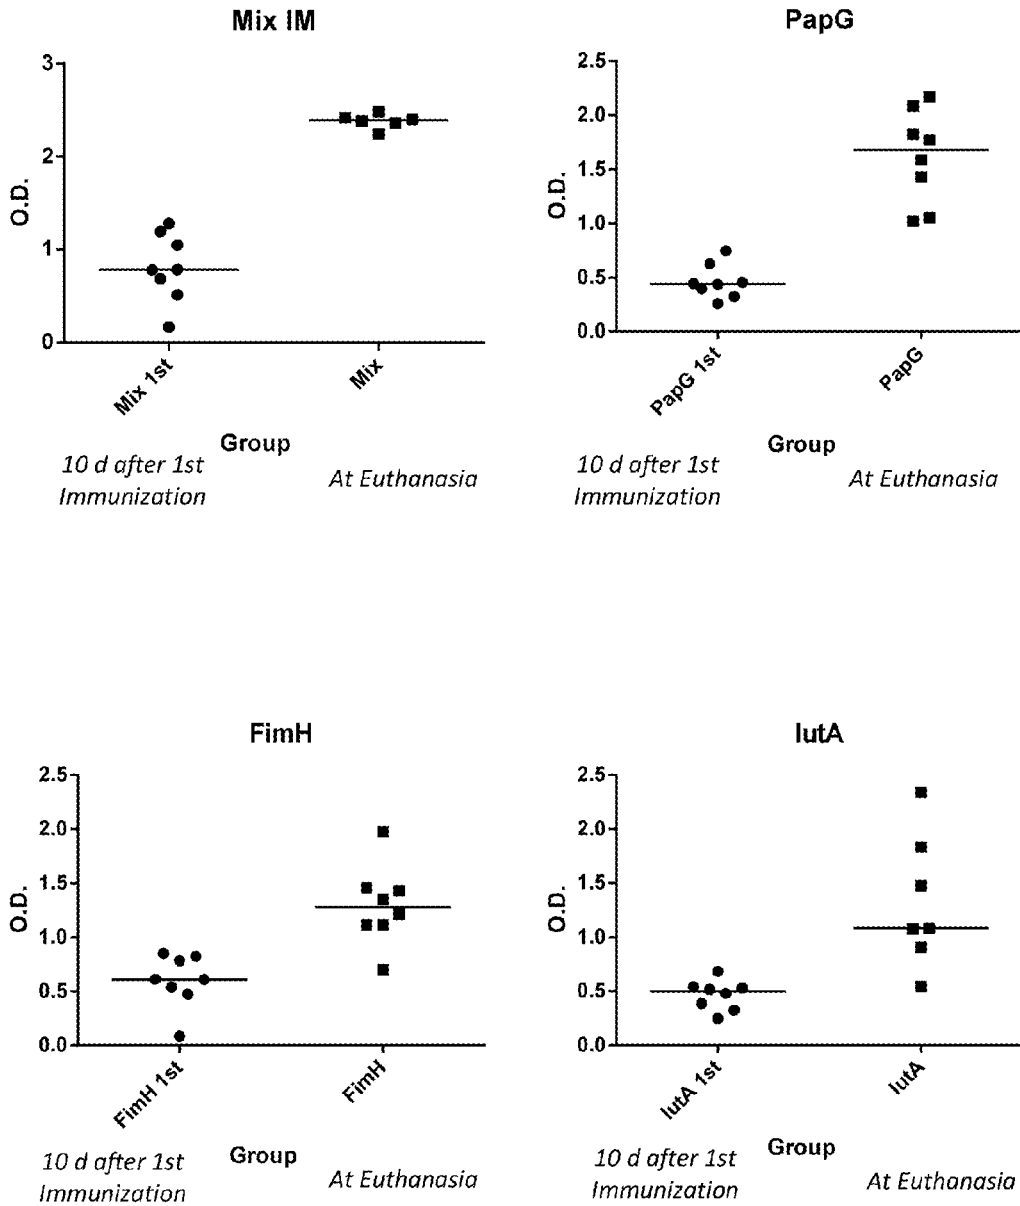 Mix IM
3
2
1
0
O.D.
Mix 1st
Mix
Group
10 d after 1st
Immunization
At Euthanasia
PapG
2.5
2.0
1.5
1.0
0.5
0.0
O.D.
PapG 1st
PapG
Group
10 d after 1st
Immunization
At Euthanasia
FimH
2.5
2.0
1.5
1.0
0.5
0.0
O.D.
FimH 1st
FimH
Group
10 d after 1st
Immunization
At Euthanasia
IutA
2.5
2.0
1.5
1.0
0.5
0.0
O.D.
IutA 1st
IutA
Group
10 d after 1st
Immunization
At Euthanasia